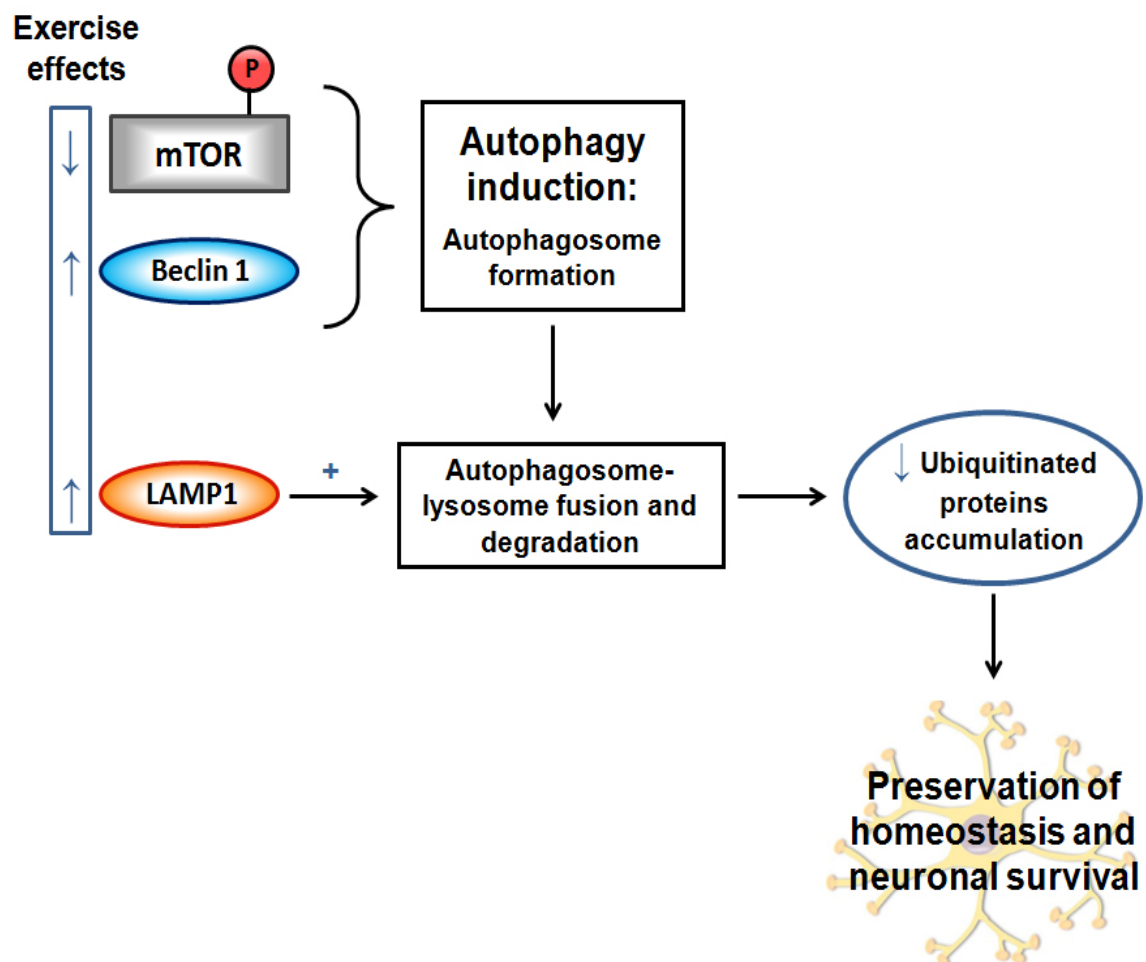 Exercise
effects
P
↓
mTOR
↑
Beclin 1
Autophagy
induction:
Autophagosome
formation
↑
LAMP1
+
Autophagosome-
lysosome fusion and
degradation
↓ Ubiquitinated
proteins
accumulation
Preservation of
homeostasis and
neuronal survival